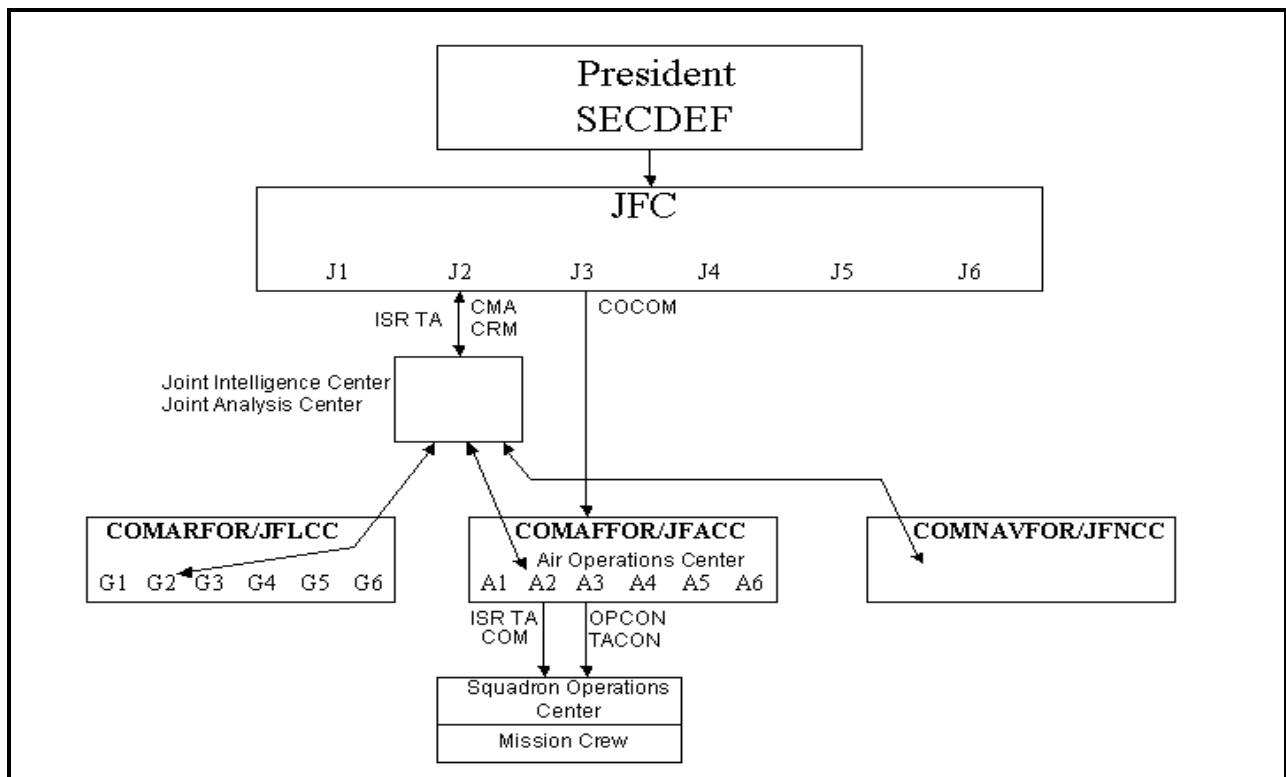 President
SECDEF
JFC
J1 J2 J3 J4 J5 J6
ISR TA
CMA
CRM
COCOM
Joint Intelligence Center
Joint Analysis Center
COMARFOR/JFLCC
G1 G2 G3 G4 G5 G6
COMAFFOR/JFACC
Air Operations Center
A1 A2 A3 A4 A5 A6
COMNAVFOR/JFNCC
ISR TA
COM
OPCON
TACON
Squadron Operations
Center
Mission Crew